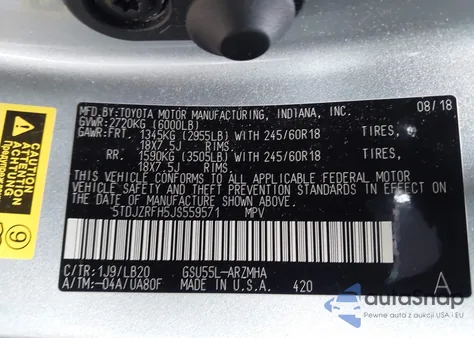 MFD.BY:TOYOTA MOTOR MANUFACTURING, INDIANA, INC. 08/18
GVWR:2720KG (6000LB)
GAWR:FRT. 1345KG (2955LB) WITH 245/60R18 TIRES,
18X7.5J RIMS.
RR. 1590KG (3505LB) WITH 245/60R18 TIRES,
18X7.5J RIMS.
THIS VEHICLE CONFORMS TO ALL APPLICABLE FEDERAL MOTOR
VEHICLE SAFETY AND THEFT PREVENTION STANDARDS IN EFFECT
ON THE DATE OF MANUFACTURE SHOWN ABOVE.
5TDJZRFH5JS559571 MPV
C/TR:1J9/LB20 GSU55L-ARZMHA
A/TM:-04A/UA80F MADE IN U.S.A. 420 A
ACHTUNG
9
autoSnap
Pewne auta z aukcji USA i EU